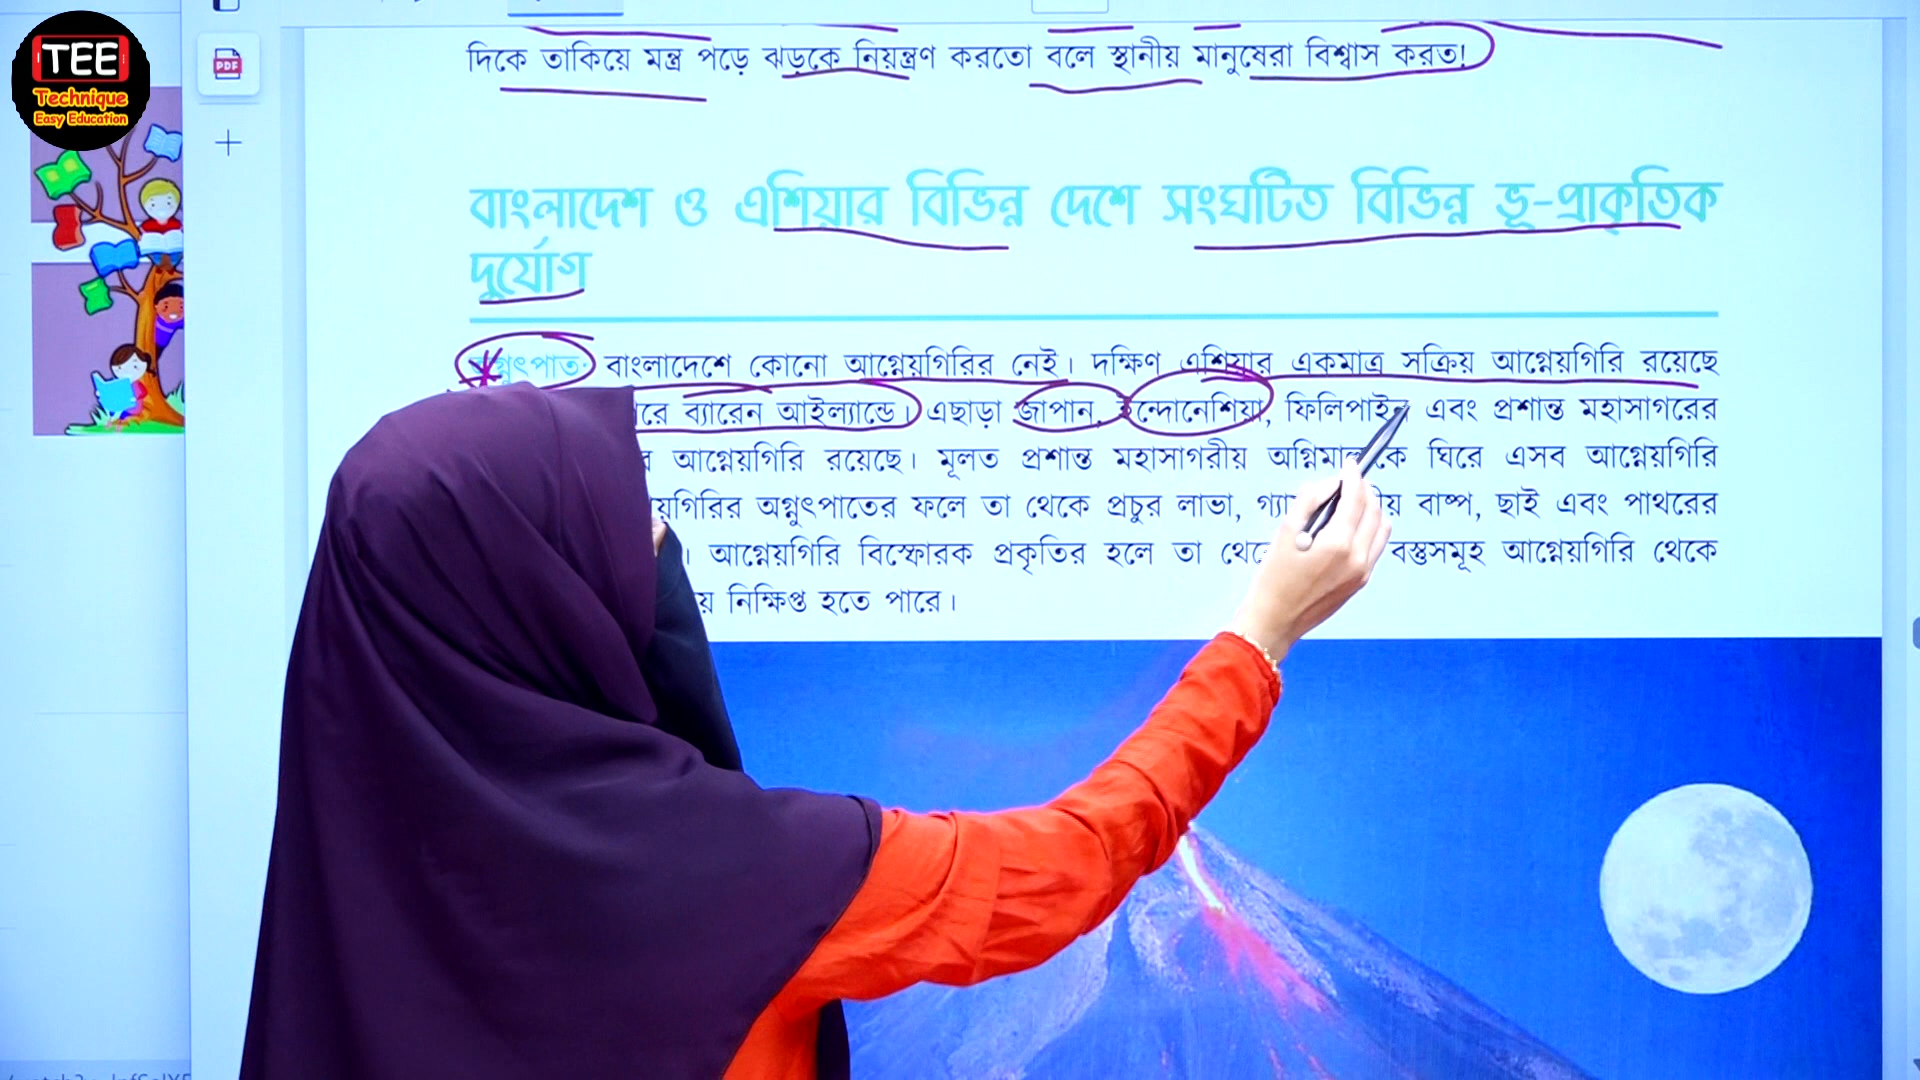 TEE
Technique
Easy Education
PDF
দিকে তাকিয়ে মন্ত্র পড়ে ঝড়কে নিয়ন্ত্রণ করতো বলে স্থানীয় মানুষেরা বিশ্বাস করত!
বাংলাদেশ ও এশিয়ার বিভিন্ন দেশে সংঘটিত বিভিন্ন ভূ-প্রাকৃতিক
দুর্যোগ
বাংলাদেশে কোনো আগ্নেয়গিরির নেই। দক্ষিণ এশিয়ার একমাত্র সক্রিয় আগ্নেয়গিরি রয়েছে
ব্যারেন আইল্যান্ডে। এছাড়া জাপান, ইন্দোনেশিয়া, ফিলিপাইন এবং প্রশান্ত মহাসাগরের
আগ্নেয়গিরি রয়েছে। মূলত প্রশান্ত মহাসাগরীয় ঘিরে এসব আগ্নেয়গিরি
অগ্ন্যুৎপাতের ফলে তা থেকে প্রচুর লাভা, বাষ্প, ছাই এবং পাথরের
। আগ্নেয়গিরি বিস্ফোরক প্রকৃতির হলে তা বস্তুসমূহ আগ্নেয়গিরি থেকে
নিক্ষিপ্ত হতে পারে।